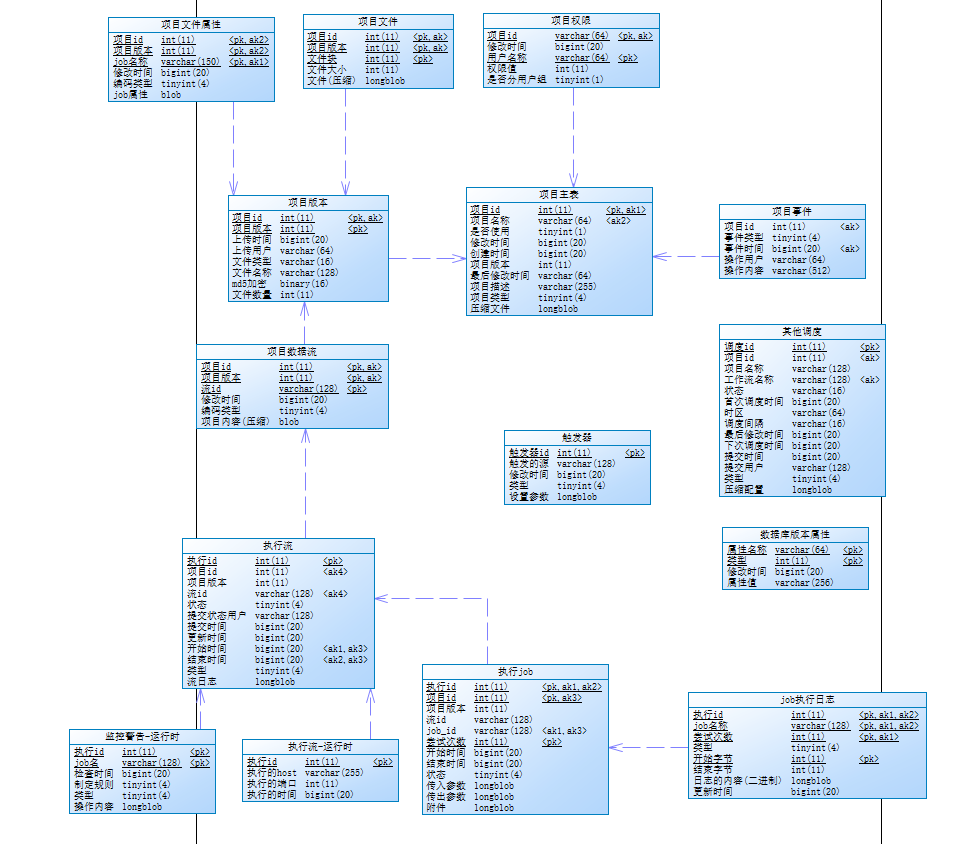 项目文件属性
项目id int(11) <pk,ak2>
项目版本 int(11) <pk,ak2>
job名称 varchar(150) <pk,ak1>
修改时间 bigint(20)
编码类型 tinyint(4)
job属性 blob
项目文件
项目id int(11) <pk,ak>
项目版本 int(11) <pk,ak>
文件块 int(11) <pk>
文件大小 int(11)
文件(压缩) longblob
项目权限
项目id varchar(64) <pk,ak>
修改时间 bigint(20)
用户名称 varchar(64) <pk>
权限值 int(11)
是否分用户组 tinyint(1)
项目版本
项目id int(11) <pk,ak>
项目版本 int(11) <pk>
上传时间 bigint(20)
上传用户 varchar(64)
文件类型 varchar(16)
文件名称 varchar(128)
md5加密 binary(16)
文件数量 int(11)
项目主表
项目id int(11) <pk,ak1>
项目名称 varchar(64) <ak2>
是否使用 tinyint(1)
修改时间 bigint(20)
创建时间 bigint(20)
项目版本 int(11)
最后修改时间 varchar(64)
项目描述 varchar(255)
项目类型 tinyint(4)
压缩文件 longblob
项目事件
项目id int(11) <ak>
事件类型 tinyint(4)
事件时间 bigint(20) <ak>
操作用户 varchar(64)
操作内容 varchar(512)
其他调度
调度id int(11) <pk>
项目id int(11) <ak>
项目名称 varchar(128)
工作流名称 varchar(128) <ak>
状态 varchar(16)
首次调度时间 bigint(20)
时区 varchar(64)
调度间隔 varchar(16)
最后修改时间 bigint(20)
下次调度时间 bigint(20)
提交时间 bigint(20)
提交用户 varchar(128)
类型 tinyint(4)
压缩配置 longblob
项目数据流
项目id int(11) <pk,ak>
项目版本 int(11) <pk,ak>
流id varchar(128) <pk>
修改时间 bigint(20)
编码类型 tinyint(4)
项目内容(压缩) blob
触发器
触发器id int(11) <pk>
触发的源 varchar(128)
修改时间 bigint(20)
类型 tinyint(4)
设置参数 longblob
数据库版本属性
属性名称 varchar(64) <pk>
类型 int(11) <pk>
修改时间 bigint(20)
属性值 varchar(256)
执行流
执行id int(11) <pk>
项目id int(11) <ak4>
项目版本 int(11)
流id varchar(128) <ak4>
状态 tinyint(4)
提交状态用户 varchar(128)
提交时间 bigint(20)
更新时间 bigint(20)
开始时间 bigint(20) <ak1,ak3>
结束时间 bigint(20) <ak2,ak3>
类型 tinyint(4)
流日志 longblob
执行job
执行id int(11) <pk,ak1,ak2>
项目id int(11) <pk,ak3>
项目版本 int(11)
流id varchar(128)
job_id varchar(128) <ak1,ak3>
尝试次数 int(11) <pk>
开始时间 bigint(20)
结束时间 bigint(20)
状态 tinyint(4)
传入参数 longblob
传出参数 longblob
附件 longblob
job执行日志
执行id int(11) <pk,ak1,ak2>
job名称 varchar(128) <pk,ak1,ak2>
尝试次数 int(11) <pk,ak1>
类型 tinyint(4)
开始字节 int(11) <pk>
结束字节 int(11)
日志的内容(二进制) longblob
更新时间 bigint(20)
监控警告-运行时
执行id int(11) <pk>
job名 varchar(128) <pk>
检查时间 bigint(20)
制定规则 tinyint(4)
类型 tinyint(4)
操作内容 longblob
执行流-运行时
执行id int(11) <pk>
执行的host varchar(255)
执行的端口 int(11)
执行的时间 bigint(20)